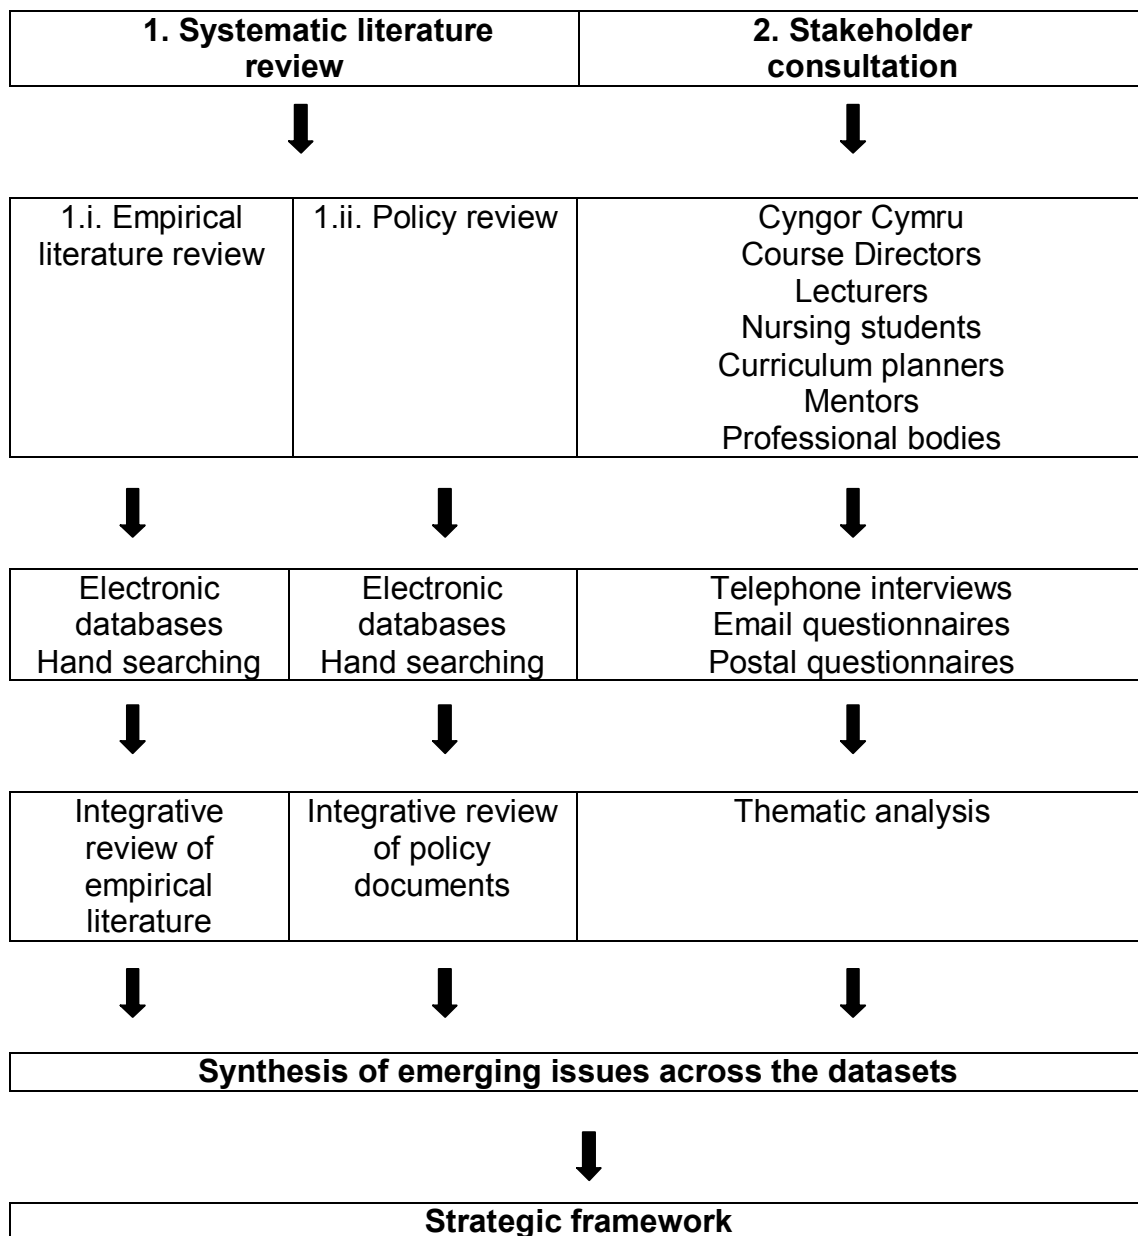 1. Systematic literature
review
2. Stakeholder
consultation
1.i. Empirical
literature review
1.ii. Policy review
Cyngor Cymru
Course Directors
Lecturers
Nursing students
Curriculum planners
Mentors
Professional bodies
Electronic
databases
Hand searching
Electronic
databases
Hand searching
Telephone interviews
Email questionnaires
Postal questionnaires
Integrative
review of
empirical
literature
Integrative review
of policy
documents
Thematic analysis
Synthesis of emerging issues across the datasets
Strategic framework